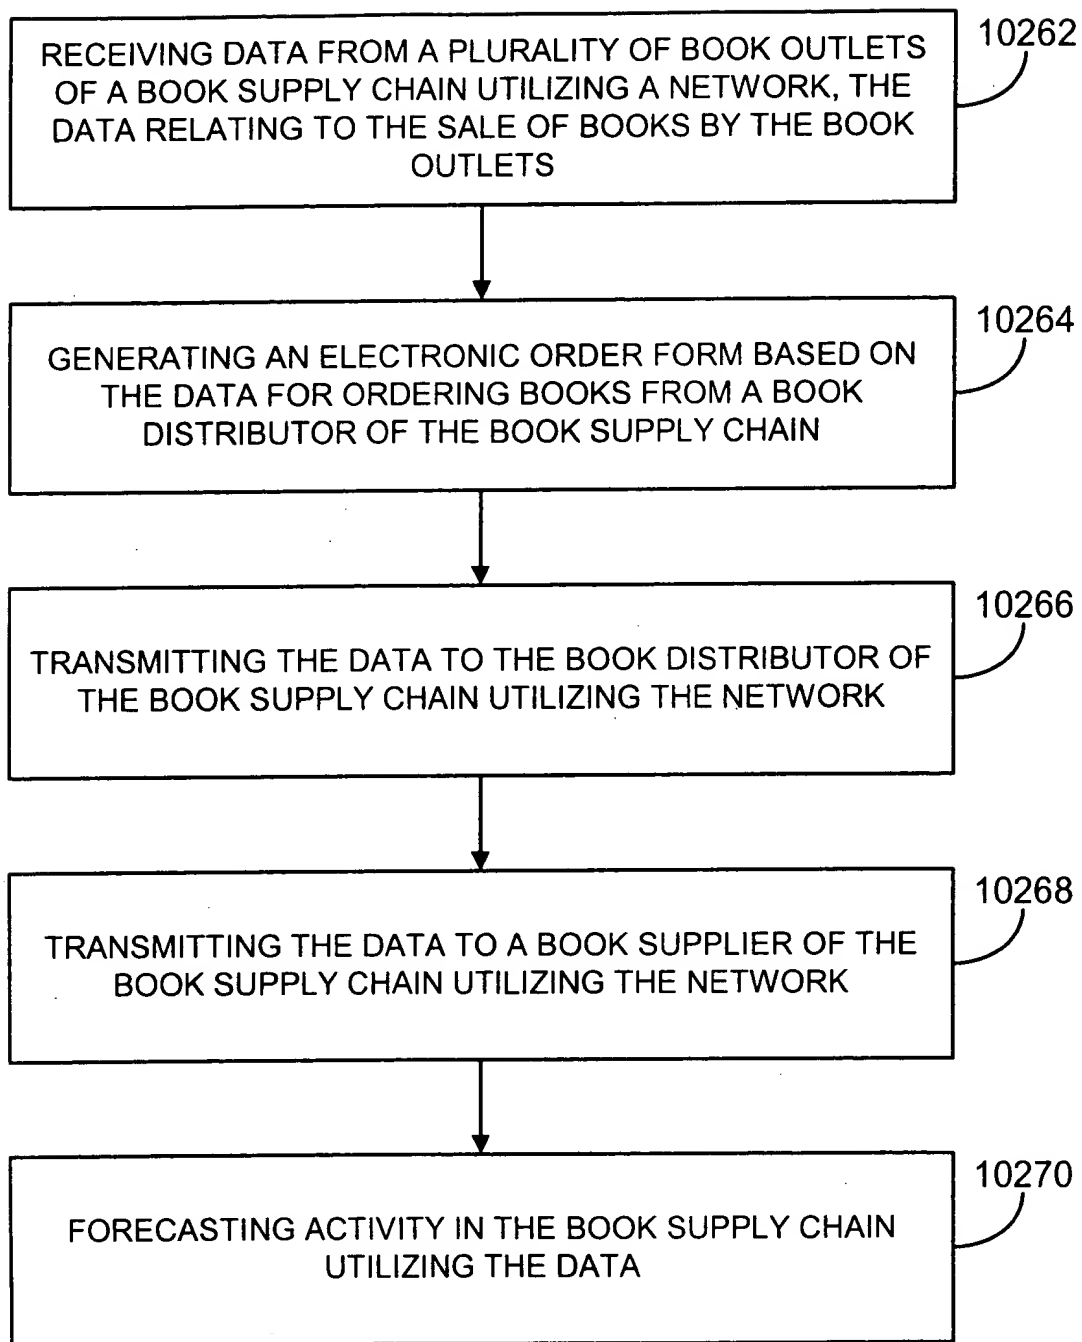 RECEIVING DATA FROM A PLURALITY OF BOOK OUTLETS
OF A BOOK SUPPLY CHAIN UTILIZING A NETWORK, THE
DATA RELATING TO THE SALE OF BOOKS BY THE BOOK
OUTLETS
10262
GENERATING AN ELECTRONIC ORDER FORM BASED ON
THE DATA FOR ORDERING BOOKS FROM A BOOK
DISTRIBUTOR OF THE BOOK SUPPLY CHAIN
10264
TRANSMITTING THE DATA TO THE BOOK DISTRIBUTOR OF
THE BOOK SUPPLY CHAIN UTILIZING THE NETWORK
10266
TRANSMITTING THE DATA TO A BOOK SUPPLIER OF THE
BOOK SUPPLY CHAIN UTILIZING THE NETWORK
10268
FORECASTING ACTIVITY IN THE BOOK SUPPLY CHAIN
UTILIZING THE DATA
10270